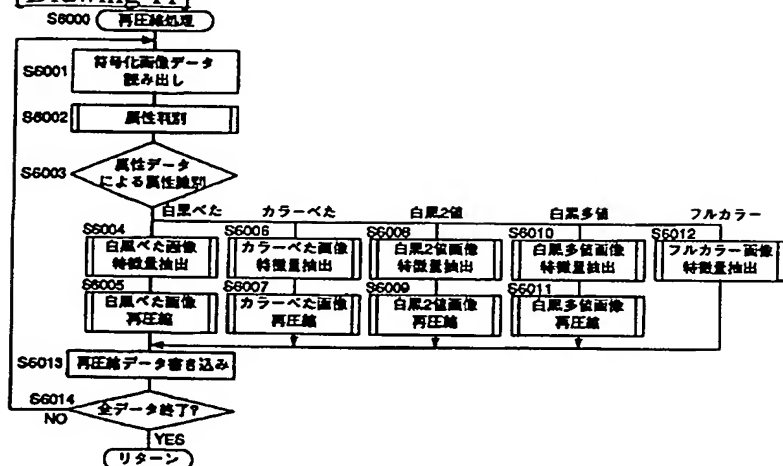 S6000 再圧縮処理
S6001 符号化画像データ
読み出し
S6002 属性判別
S6003 属性データ
による属性識別
白黒べた カラーべた 白黒2値 白黒多値 フルカラー
S6004 S6006 S6008 S6010 S6012
白黒べた画像
特徴量抽出
カラーべた画像
特徴量抽出
白黒2値画像
特徴量抽出
白黒多値画像
特徴量抽出
フルカラー画像
特徴量抽出
S6005 S6007 S6009 S6011
白黒べた画像
再圧縮
カラーべた画像
再圧縮
白黒2値画像
再圧縮
白黒多値画像
再圧縮
S6013 再圧縮データ書き込み
S6014 全データ終了?
NO
YES
リターン